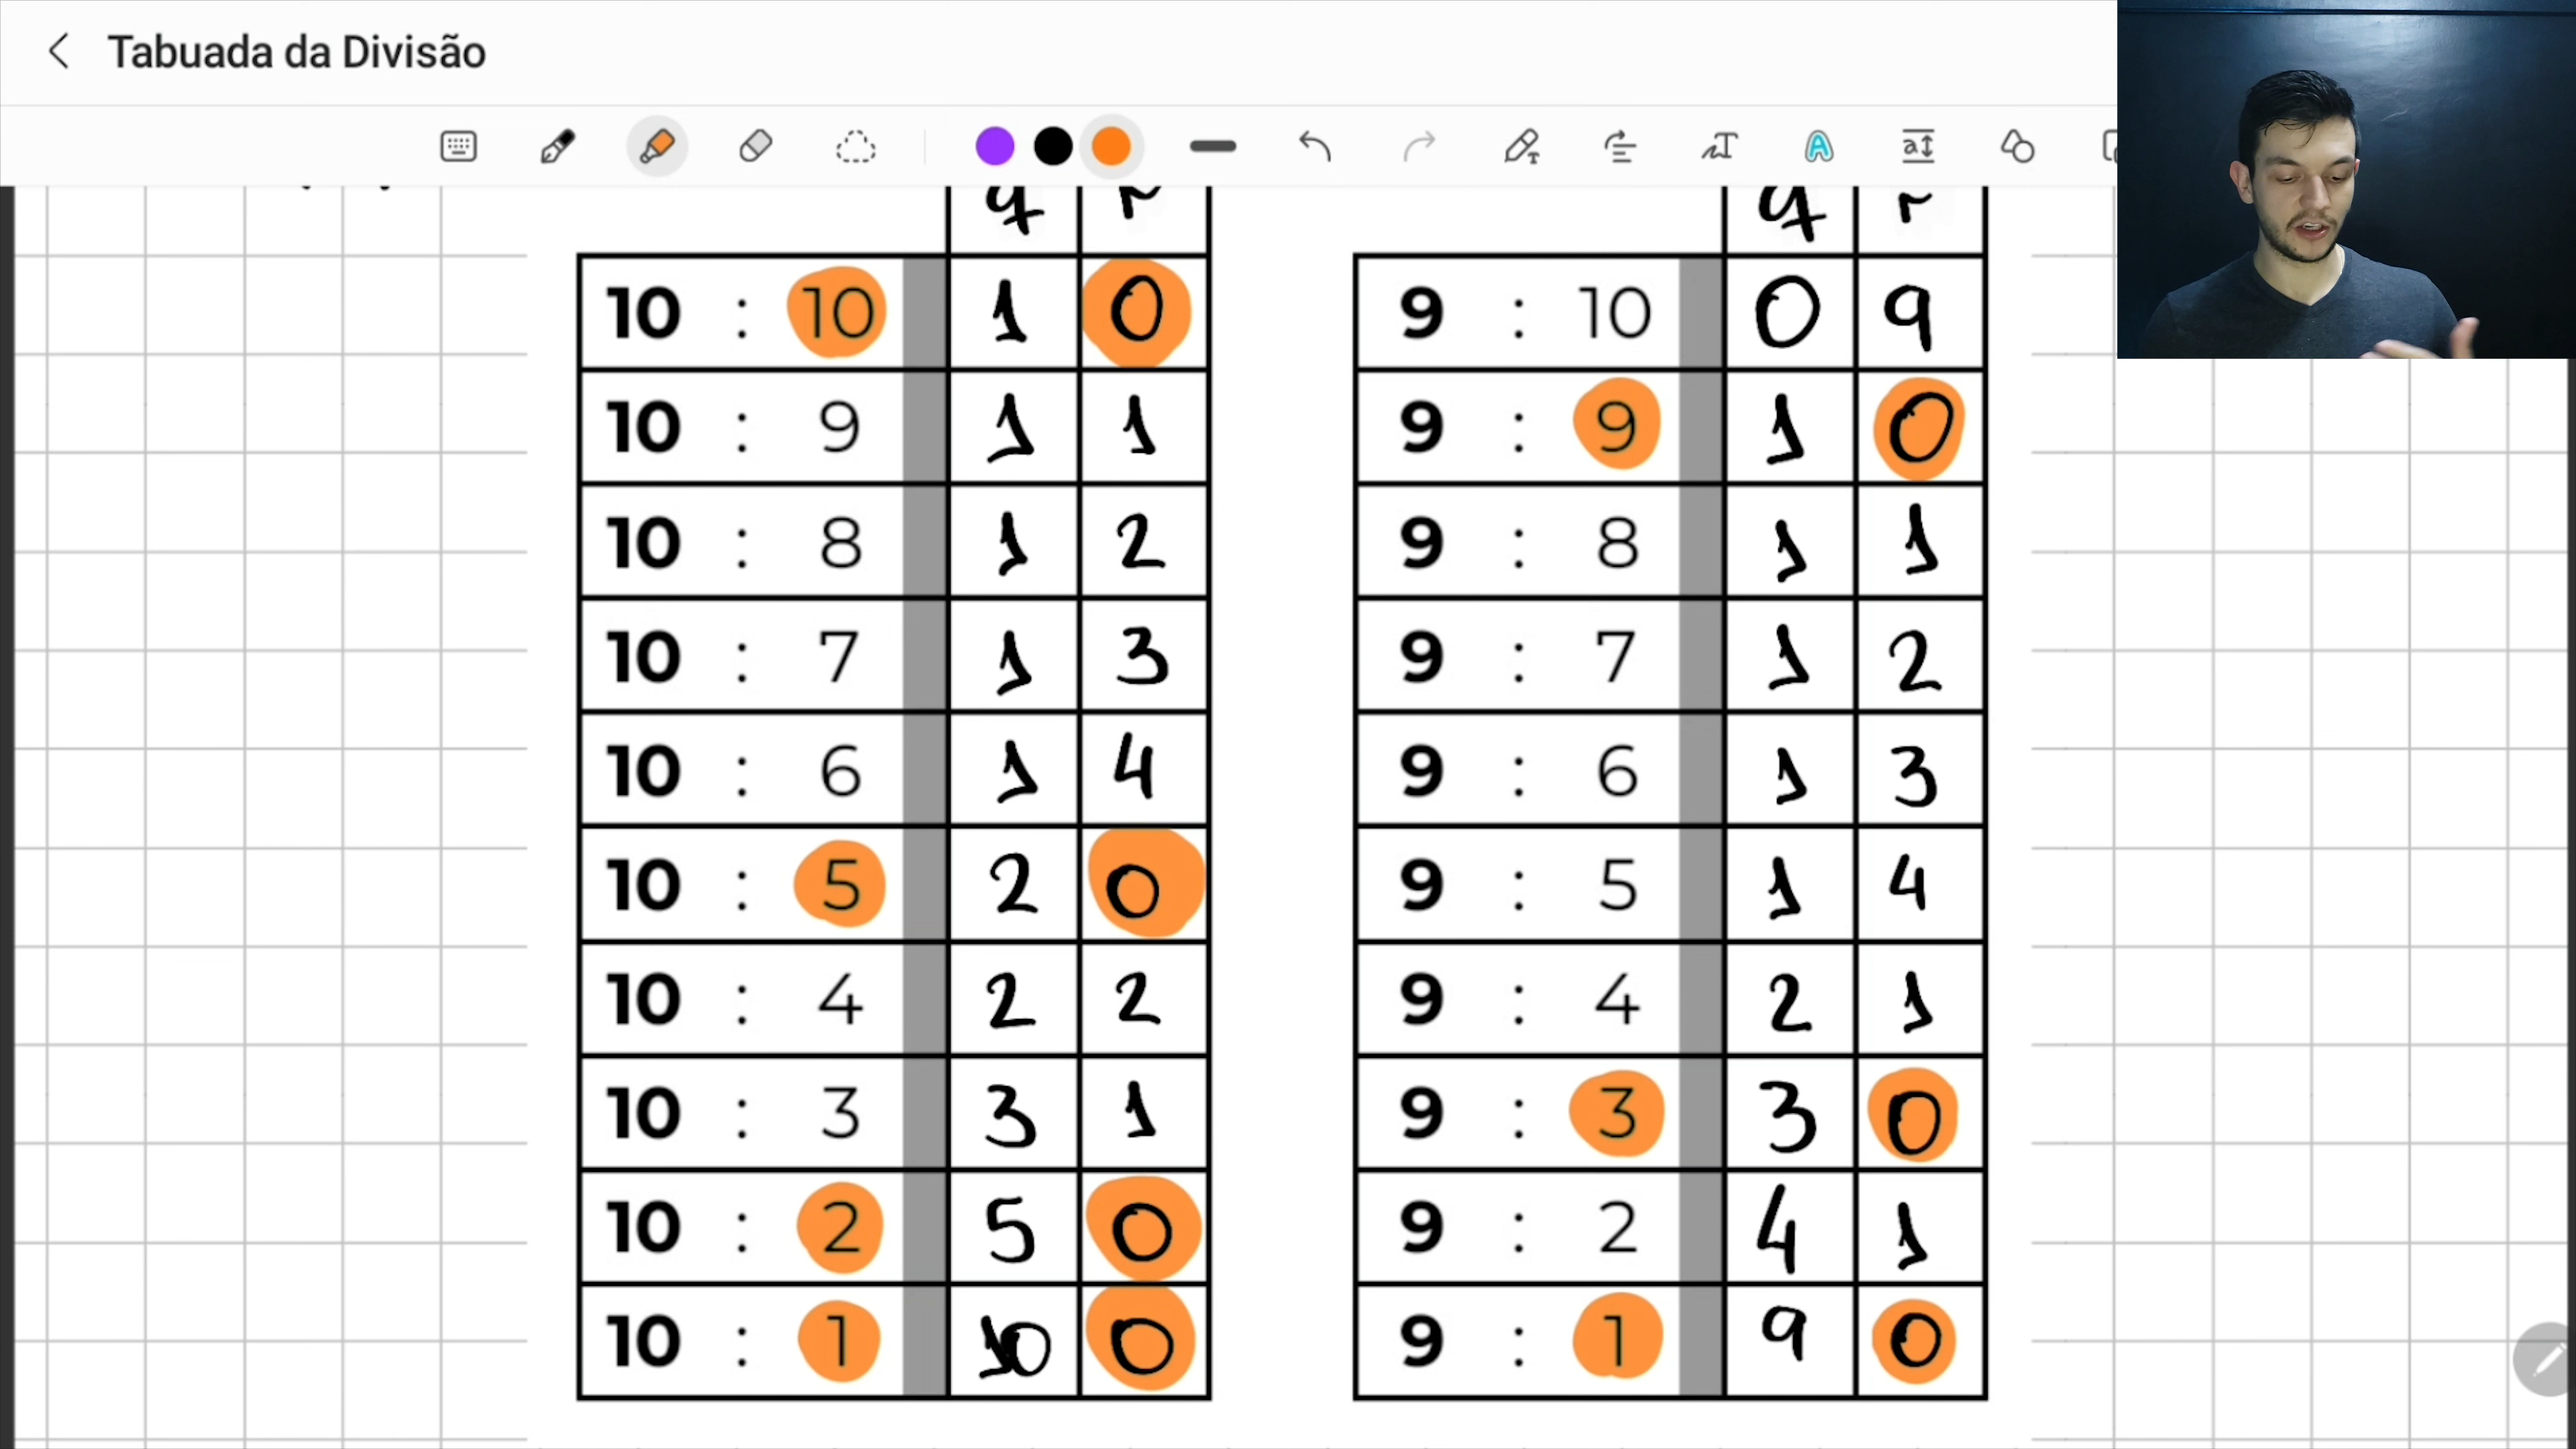 Tabuada da Divisão
q r
10 : 10 1 0
10 : 9 1 1
10 : 8 1 2
10 : 7 1 3
10 : 6 1 4
10 : 5 2 0
10 : 4 2 2
10 : 3 3 1
10 : 2 5 0
10 : 1 10 0
q r
9 : 10 0 9
9 : 9 1 0
9 : 8 1 1
9 : 7 1 2
9 : 6 1 3
9 : 5 1 4
9 : 4 2 1
9 : 3 3 0
9 : 2 4 1
9 : 1 9 0